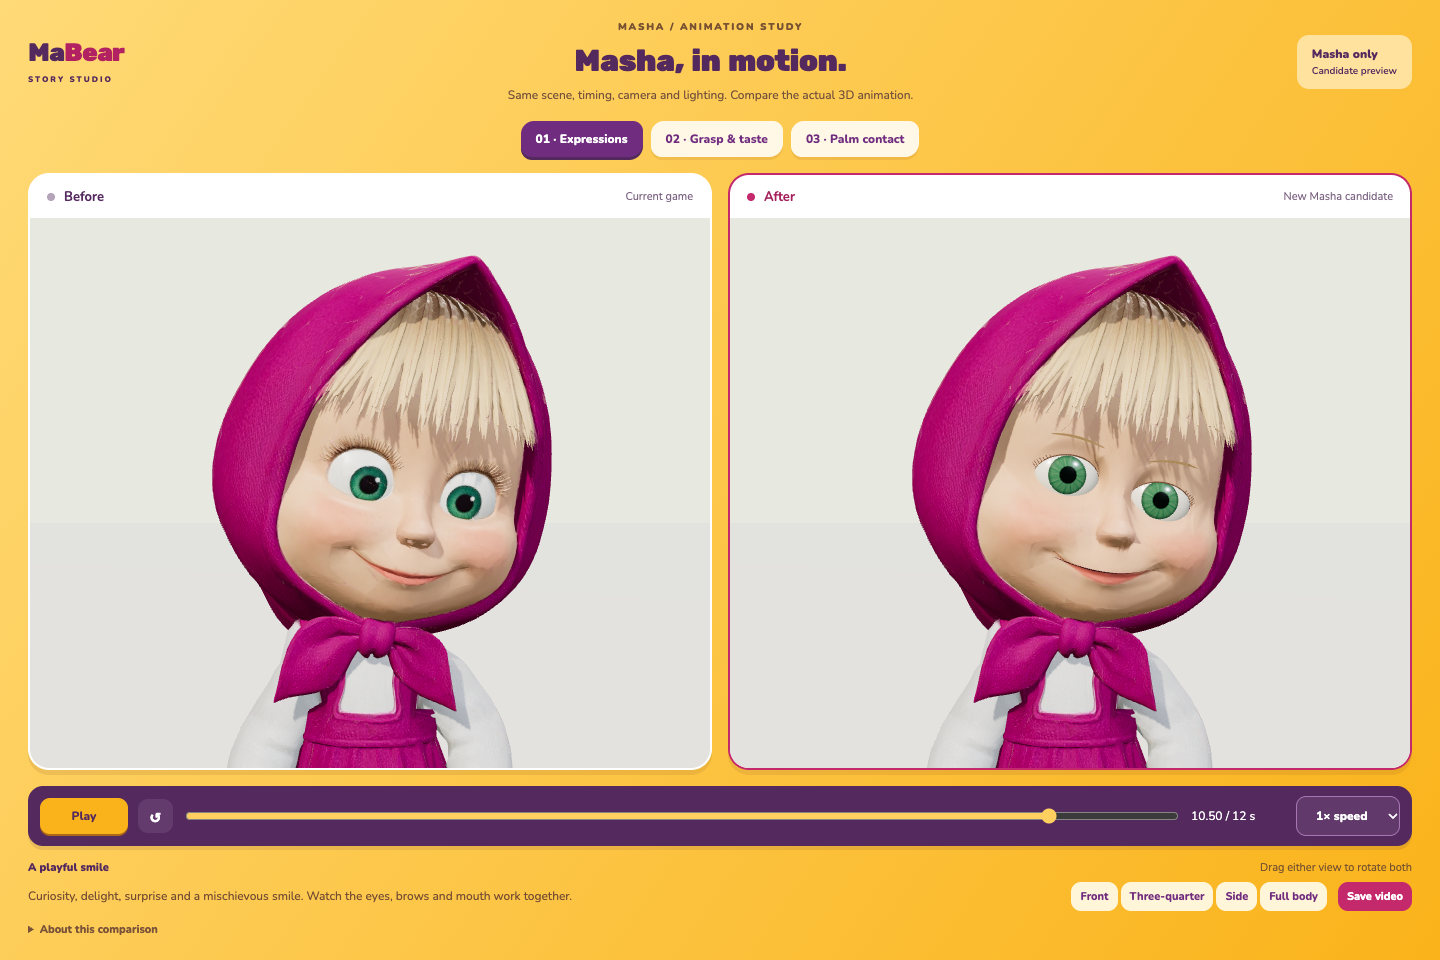 MaBear
STORY STUDIO
MASHA / ANIMATION STUDY
Masha, in motion.
Same scene, timing, camera and lighting. Compare the actual 3D animation.
Masha only
Candidate preview
01 · Expressions
02 · Grasp & taste
03 · Palm contact
Before
Current game
After
New Masha candidate
Play
↺
10.50 / 12 s
1× speed
A playful smile
Drag either view to rotate both
Curiosity, delight, surprise and a mischievous smile. Watch the eyes, brows and mouth work together.
Front
Three-quarter
Side
Full body
Save video
About this comparison